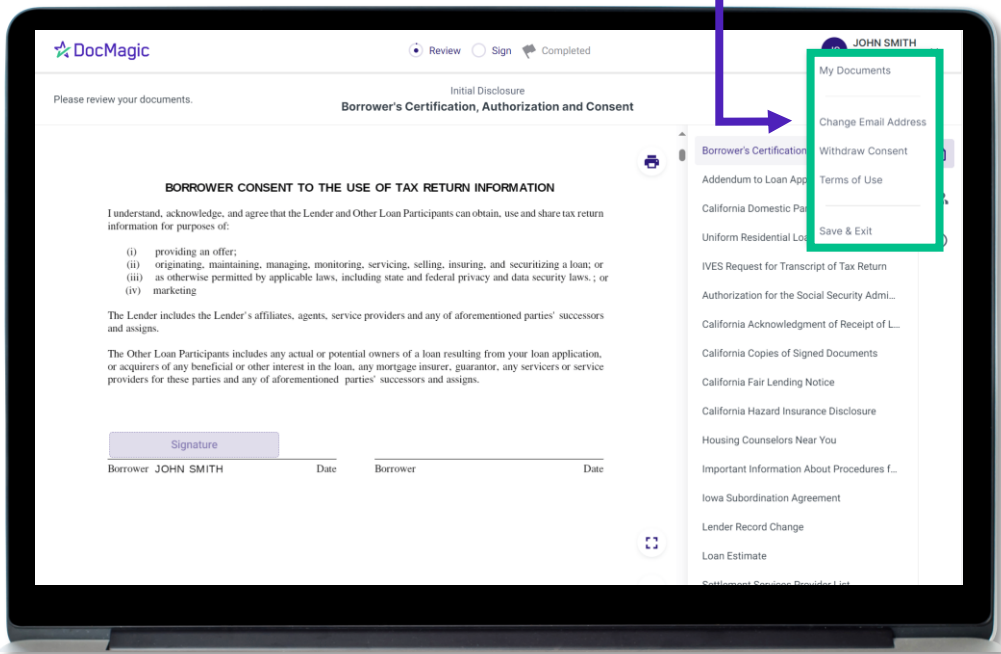 DocMagic
Review Sign Completed
JOHN SMITH
Please review your documents.
Initial Disclosure
Borrower's Certification, Authorization and Consent
My Documents
Change Email Address
Withdraw Consent
Terms of Use
Save & Exit
BORROWER CONSENT TO THE USE OF TAX RETURN INFORMATION
I understand, acknowledge, and agree that the Lender and Other Loan Participants can obtain, use and share tax return
information for purposes of:
(i) providing an offer;
(ii) originating, maintaining, managing, monitoring, servicing, selling, insuring, and securitizing a loan; or
(iii) as otherwise permitted by applicable laws, including state and federal privacy and data security laws. ; or
(iv) marketing
The Lender includes the Lender's affiliates, agents, service providers and any of aforementioned parties' successors
and assigns.
The Other Loan Participants includes any actual or potential owners of a loan resulting from your loan application,
or acquirers of any beneficial or other interest in the loan, any mortgage insurer, guarantor, any servicers or service
providers for these parties and any of aforementioned parties' successors and assigns.
Signature
Borrower JOHN SMITH Date Borrower Date
Borrower's Certification
Addendum to Loan App
California Domestic Par
Uniform Residential Loa
IVES Request for Transcript of Tax Return
Authorization for the Social Security Admi...
California Acknowledgment of Receipt of L...
California Copies of Signed Documents
California Fair Lending Notice
California Hazard Insurance Disclosure
Housing Counselors Near You
Important Information About Procedures f...
Iowa Subordination Agreement
Lender Record Change
Loan Estimate
Settlement Services Provider List